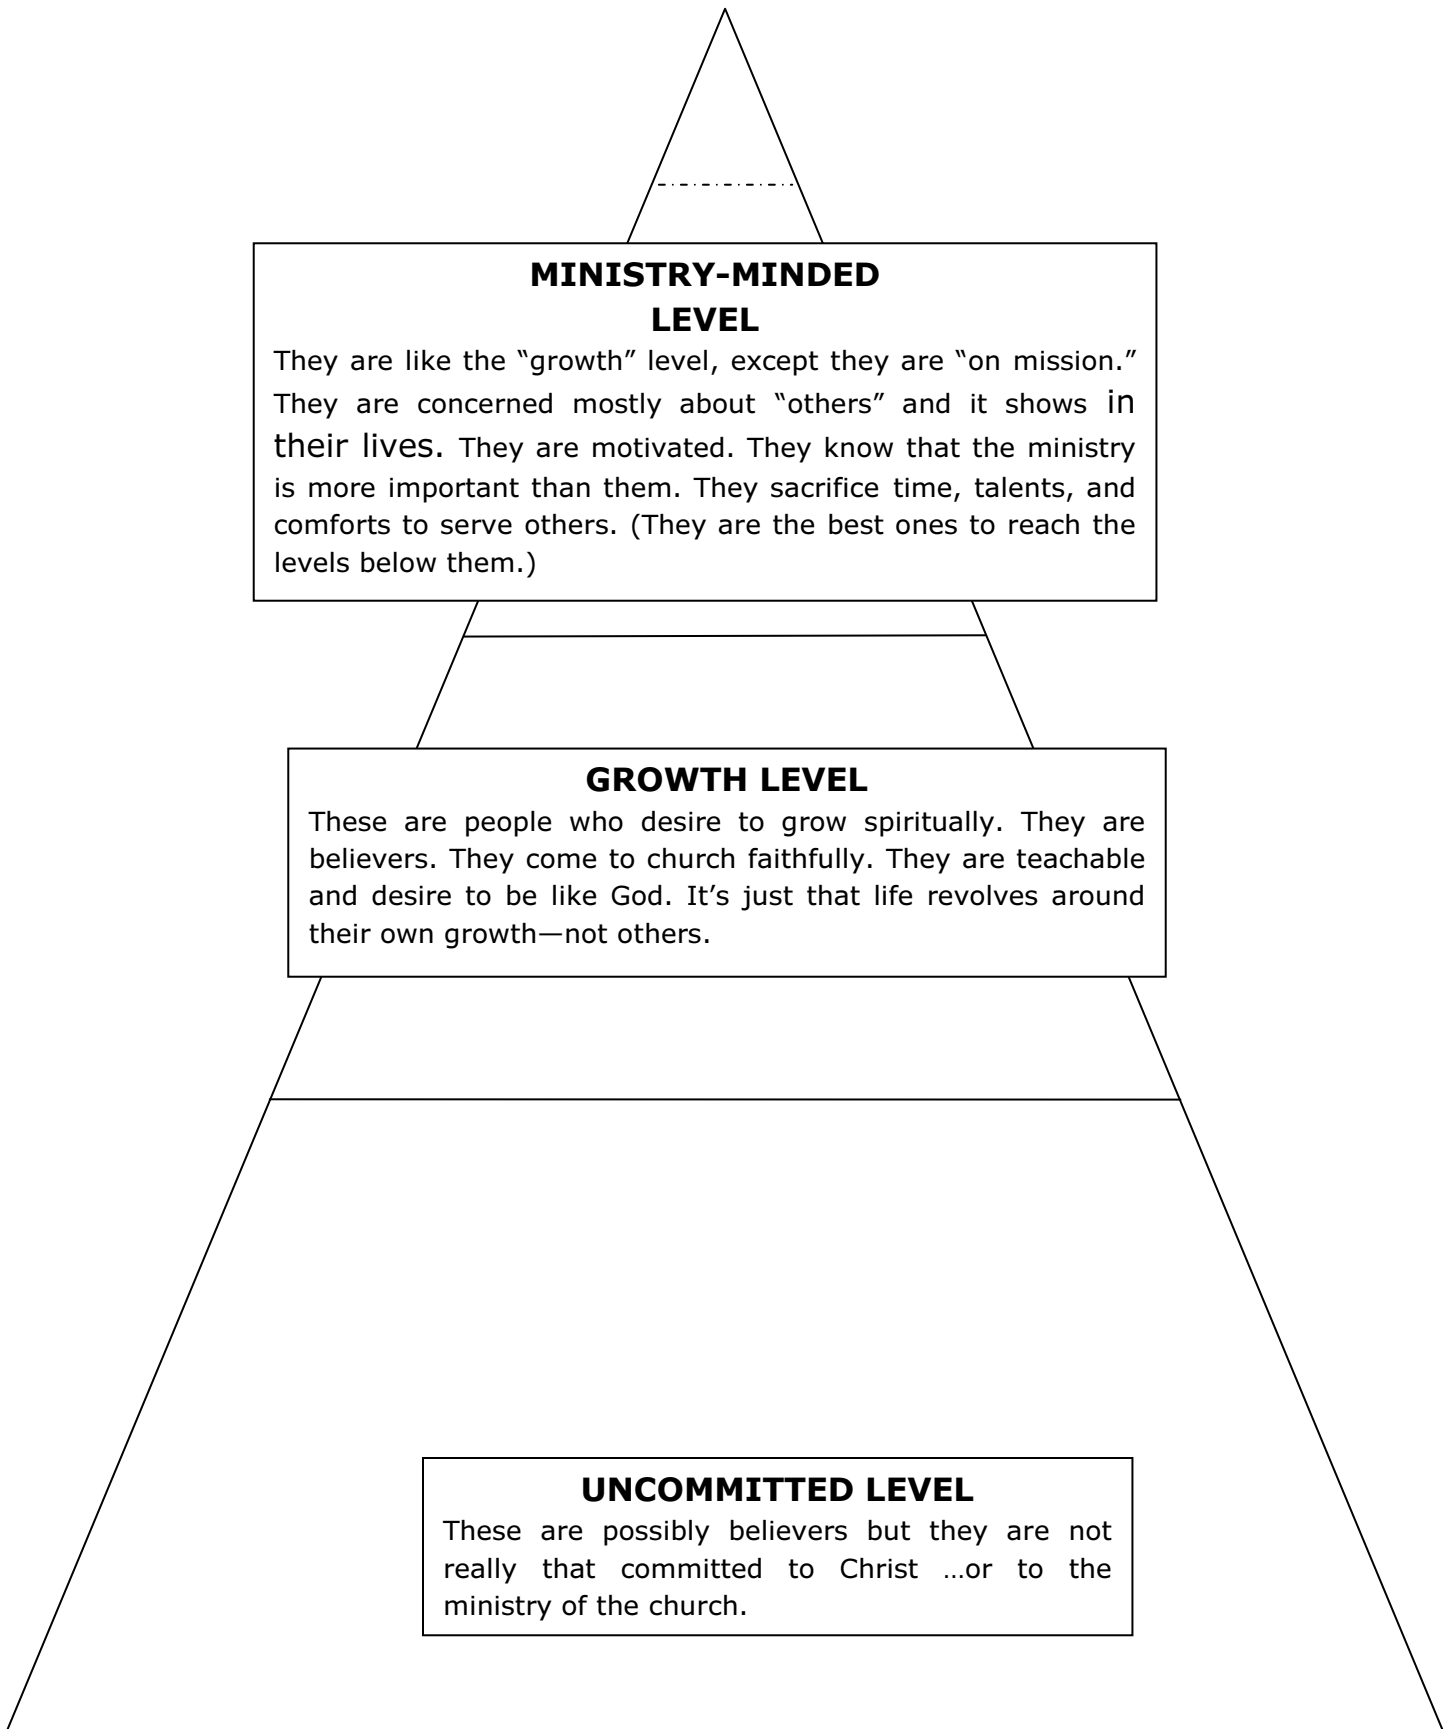 MINISTRY-MINDED
LEVEL
They are like the “growth” level, except they are “on mission.”
They are concerned mostly about “others” and it shows in
their lives. They are motivated. They know that the ministry
is more important than them. They sacrifice time, talents, and
comforts to serve others. (They are the best ones to reach the
levels below them.)
GROWTH LEVEL
These are people who desire to grow spiritually. They are
believers. They come to church faithfully. They are teachable
and desire to be like God. It’s just that life revolves around
their own growth—not others.
UNCOMMITTED LEVEL
These are possibly believers but they are not
really that committed to Christ …or to the
ministry of the church.